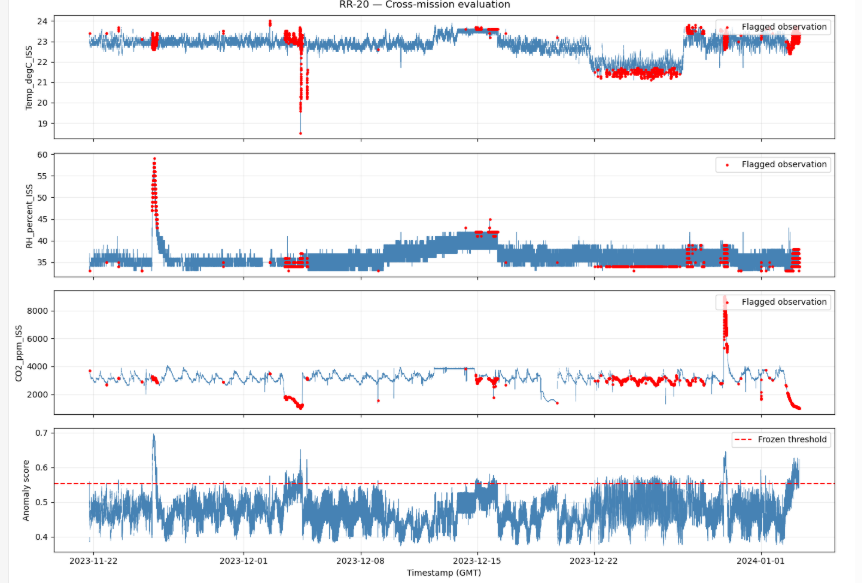 RR-20 — Cross-mission evaluation
24
23
22
21
20
19
Temp_degC_ISS
Flagged observation
60
55
50
45
40
35
RH_percent_ISS
Flagged observation
8000
6000
4000
2000
CO2_ppm_ISS
Flagged observation
0.7
0.6
0.5
0.4
Anomaly score
Frozen threshold
2023-11-22 2023-12-01 2023-12-08 2023-12-15 2023-12-22 2024-01-01
Timestamp (GMT)